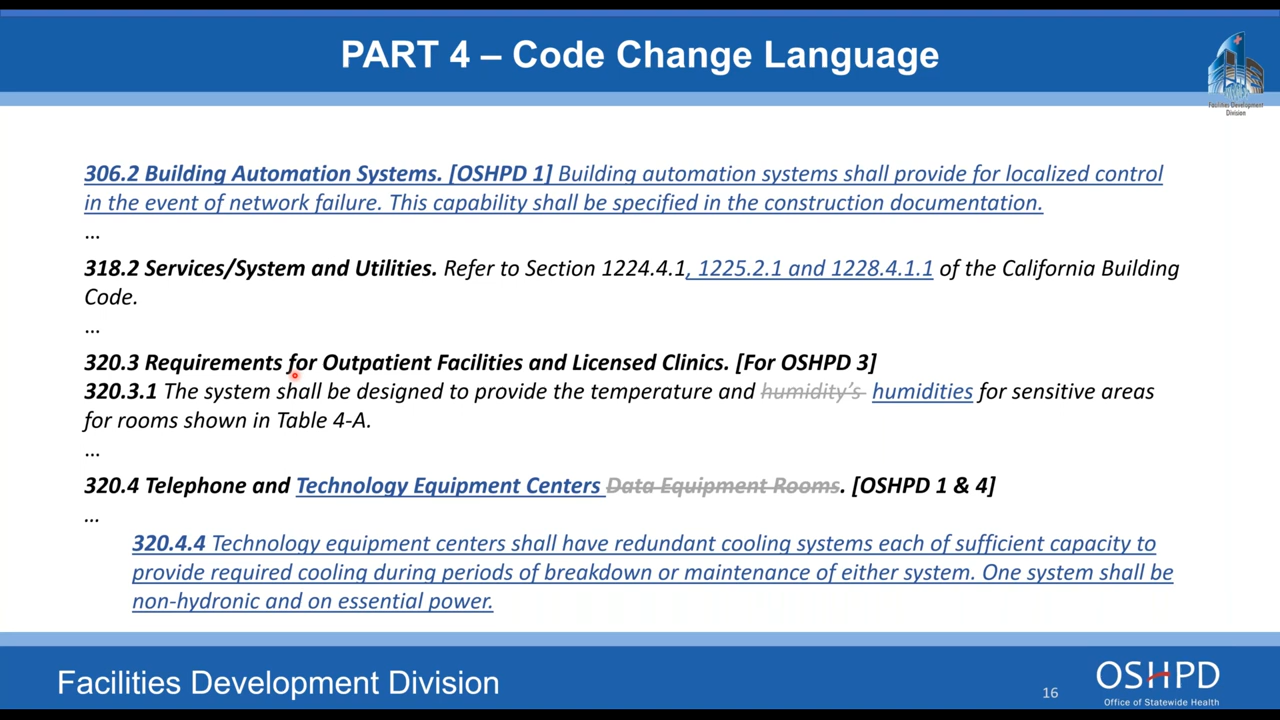 PART 4 – Code Change Language
Facilities Development
Division
306.2 Building Automation Systems. [OSHPD 1] Building automation systems shall provide for localized control
in the event of network failure. This capability shall be specified in the construction documentation.
…
318.2 Services/System and Utilities. Refer to Section 1224.4.1, 1225.2.1 and 1228.4.1.1 of the California Building
Code.
…
320.3 Requirements for Outpatient Facilities and Licensed Clinics. [For OSHPD 3]
320.3.1 The system shall be designed to provide the temperature and humidity’s humidities for sensitive areas
for rooms shown in Table 4-A.
…
320.4 Telephone and Technology Equipment Centers Data Equipment Rooms. [OSHPD 1 & 4]
…
320.4.4 Technology equipment centers shall have redundant cooling systems each of sufficient capacity to
provide required cooling during periods of breakdown or maintenance of either system. One system shall be
non-hydronic and on essential power.
Facilities Development Division
16
OSHPD
Office of Statewide Health